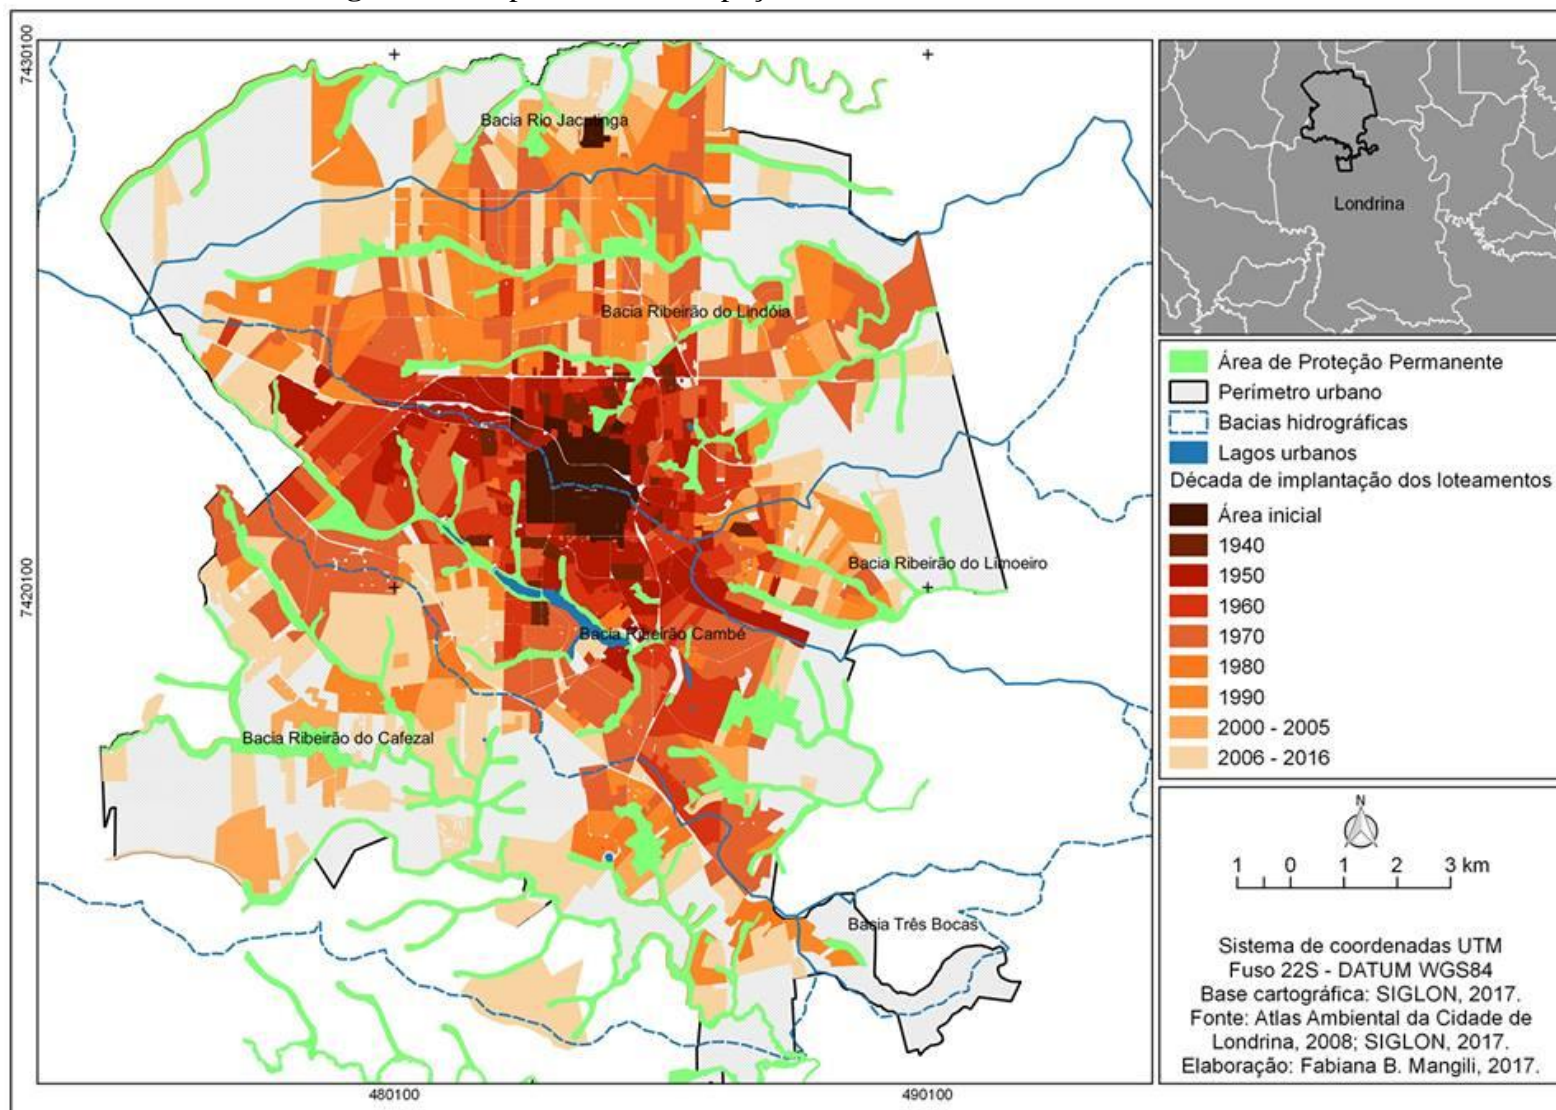 7430100
Bacia Rio Jacutinga
Londrina
Bacia Ribeirão do Lindóia
Área de Proteção Permanente
Perímetro urbano
Bacias hidrográficas
Lagos urbanos
Década de implantação dos loteamentos
Área inicial
1940
1950
1960
1970
1980
1990
2000 - 2005
2006 - 2016
Bacia Ribeirão do Limoeiro
7420100
Bacia Ribeirão Cambé
Bacia Ribeirão do Cafezal
Bacia Três Bocas
N
1 0 1 2 3 km
Sistema de coordenadas UTM
Fuso 22S - DATUM WGS84
Base cartográfica: SIGLON, 2017.
Fonte: Atlas Ambiental da Cidade de
Londrina, 2008; SIGLON, 2017.
Elaboração: Fabiana B. Mangili, 2017.
480100 490100